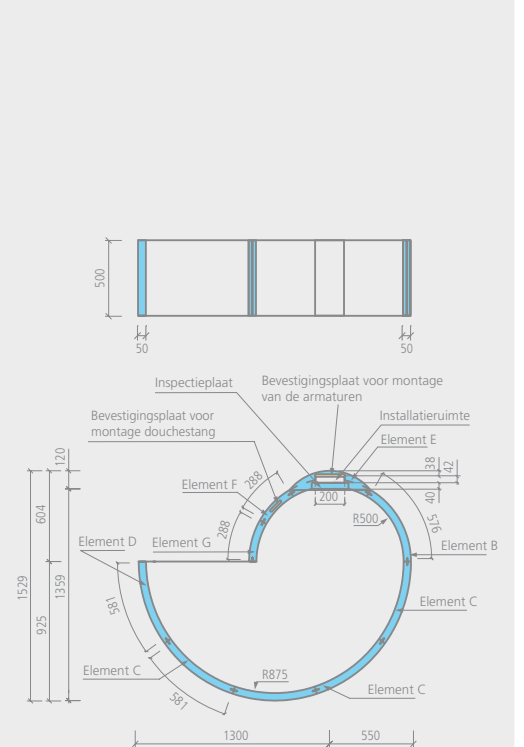 500
50
50
Inspectieplaat
Bevestigingsplaat voor montage
van de armaturen
Bevestigingsplaat voor
montage douchestang
Installatieruimte
Element E
120
38
42
40
Element F
288
200
604
288
R500
576
Element D
Element G
Element B
1529
1359
925
581
Element C
Element C
R875
581
Element C
1300
550